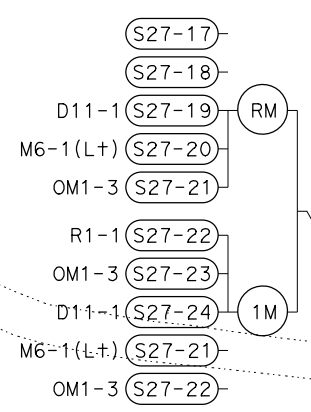 S27-17
S27-18
D11-1 S27-19 RM
M6-1(L+) S27-20
OM1-3 S27-21
R1-1 S27-22
OM1-3 S27-23
D11-1 S27-24 1M
M6-1(L+) S27-21
OM1-3 S27-22